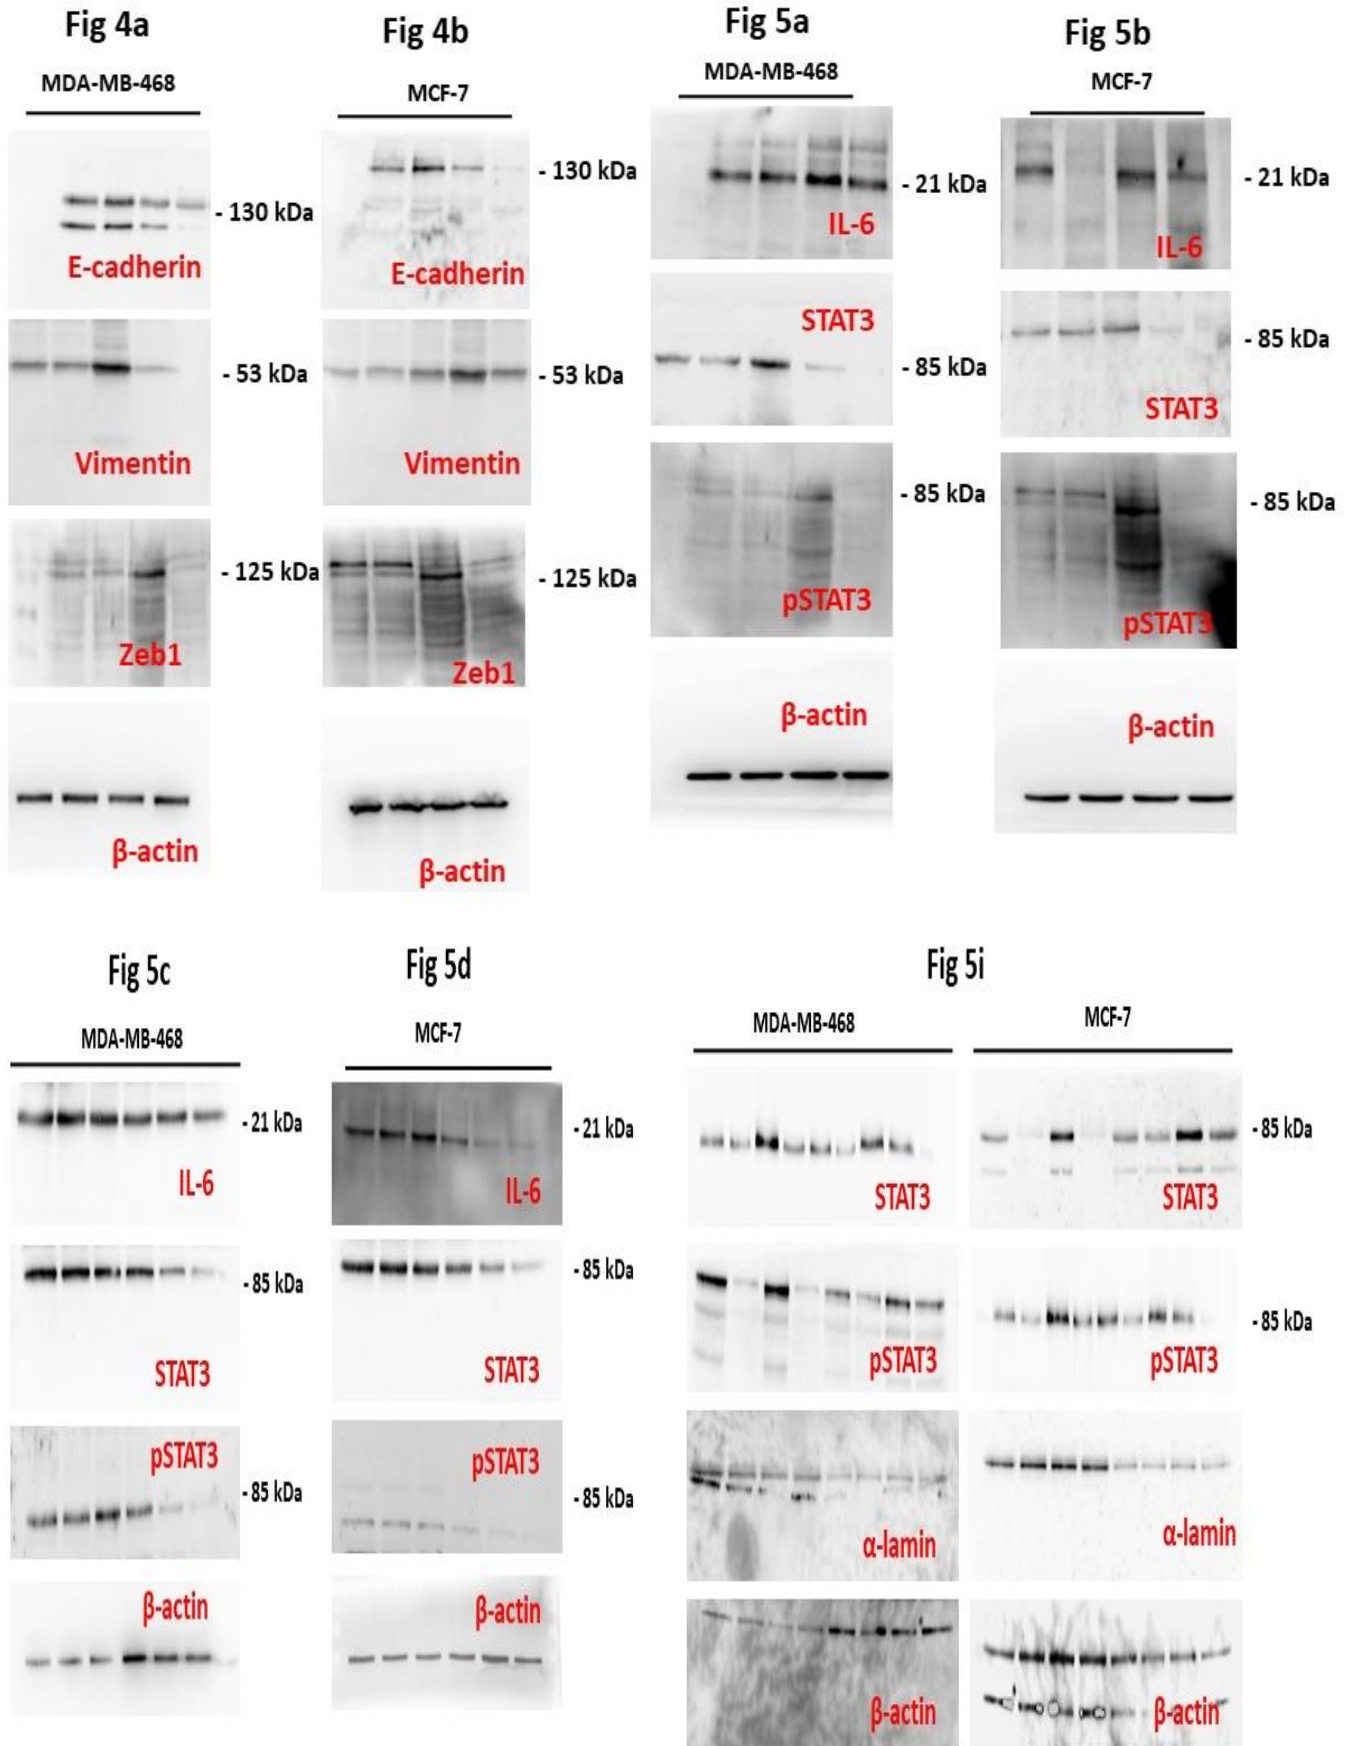 Fig 4a
MDA-MB-468
- 130 kDa
E-cadherin
- 53 kDa
Vimentin
- 125 kDa
Zeb1
β-actin
Fig 4b
MCF-7
- 130 kDa
E-cadherin
- 53 kDa
Vimentin
- 125 kDa
Zeb1
β-actin
Fig 5a
MDA-MB-468
- 21 kDa
IL-6
STAT3
- 85 kDa
- 85 kDa
pSTAT3
β-actin
Fig 5b
MCF-7
- 21 kDa
IL-6
- 85 kDa
STAT3
- 85 kDa
pSTAT3
β-actin
Fig 5c
MDA-MB-468
- 21 kDa
IL-6
- 85 kDa
STAT3
pSTAT3
- 85 kDa
β-actin
Fig 5d
MCF-7
- 21 kDa
IL-6
- 85 kDa
STAT3
pSTAT3
- 85 kDa
β-actin
Fig 5i
MDA-MB-468
STAT3
pSTAT3
α-lamin
β-actin
MCF-7
- 85 kDa
STAT3
- 85 kDa
pSTAT3
α-lamin
β-actin